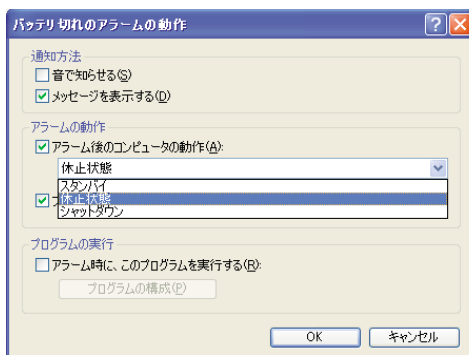 バッテリ切れのアラームの動作
通知方法
音で知らせる(S)
メッセージを表示する(D)
アラームの動作
アラーム後のコンピュータの動作(A):
休止状態
スタンバイ
休止状態
シャットダウン
プログラムの実行
アラーム時に、このプログラムを実行する(R):
プログラムの構成(P)
OK
キャンセル